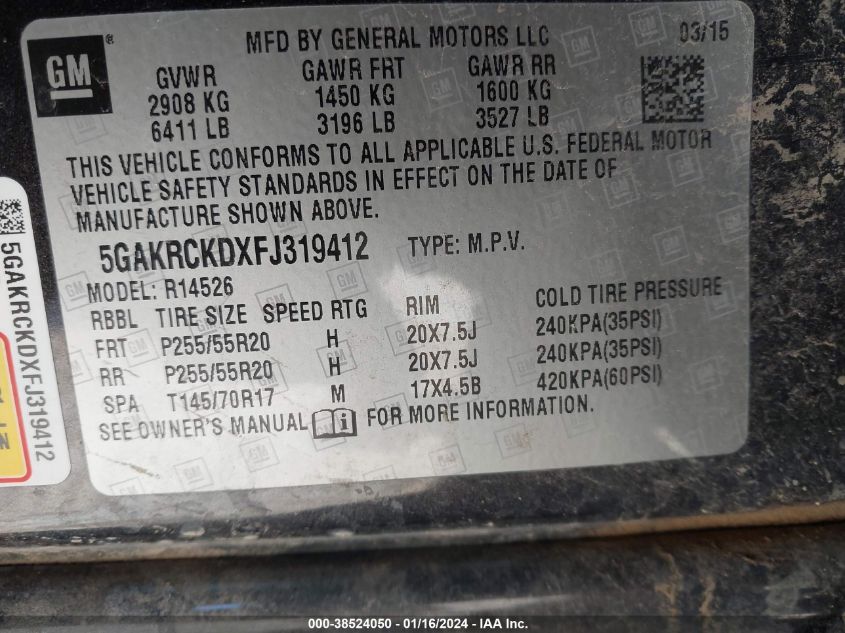 GM
MFD BY GENERAL MOTORS LLC 03/15
GVWR GAWR FRT GAWR RR
2908 KG 1450 KG 1600 KG
6411 LB 3196 LB 3527 LB
THIS VEHICLE CONFORMS TO ALL APPLICABLE U.S. FEDERAL MOTOR
VEHICLE SAFETY STANDARDS IN EFFECT ON THE DATE OF
MANUFACTURE SHOWN ABOVE.
5GAKRCKDXFJ319412 TYPE: M.P.V.
MODEL: R14526
RBBL TIRE SIZE SPEED RTG RIM COLD TIRE PRESSURE
FRT P255/55R20 H 20X7.5J 240KPA(35PSI)
RR P255/55R20 H 20X7.5J 240KPA(35PSI)
SPA T145/70R17 M 17X4.5B 420KPA(60PSI)
SEE OWNER'S MANUAL i FOR MORE INFORMATION.
5GAKRCKDXFJ319412
000-38524050 - 01/16/2024 - IAA Inc.